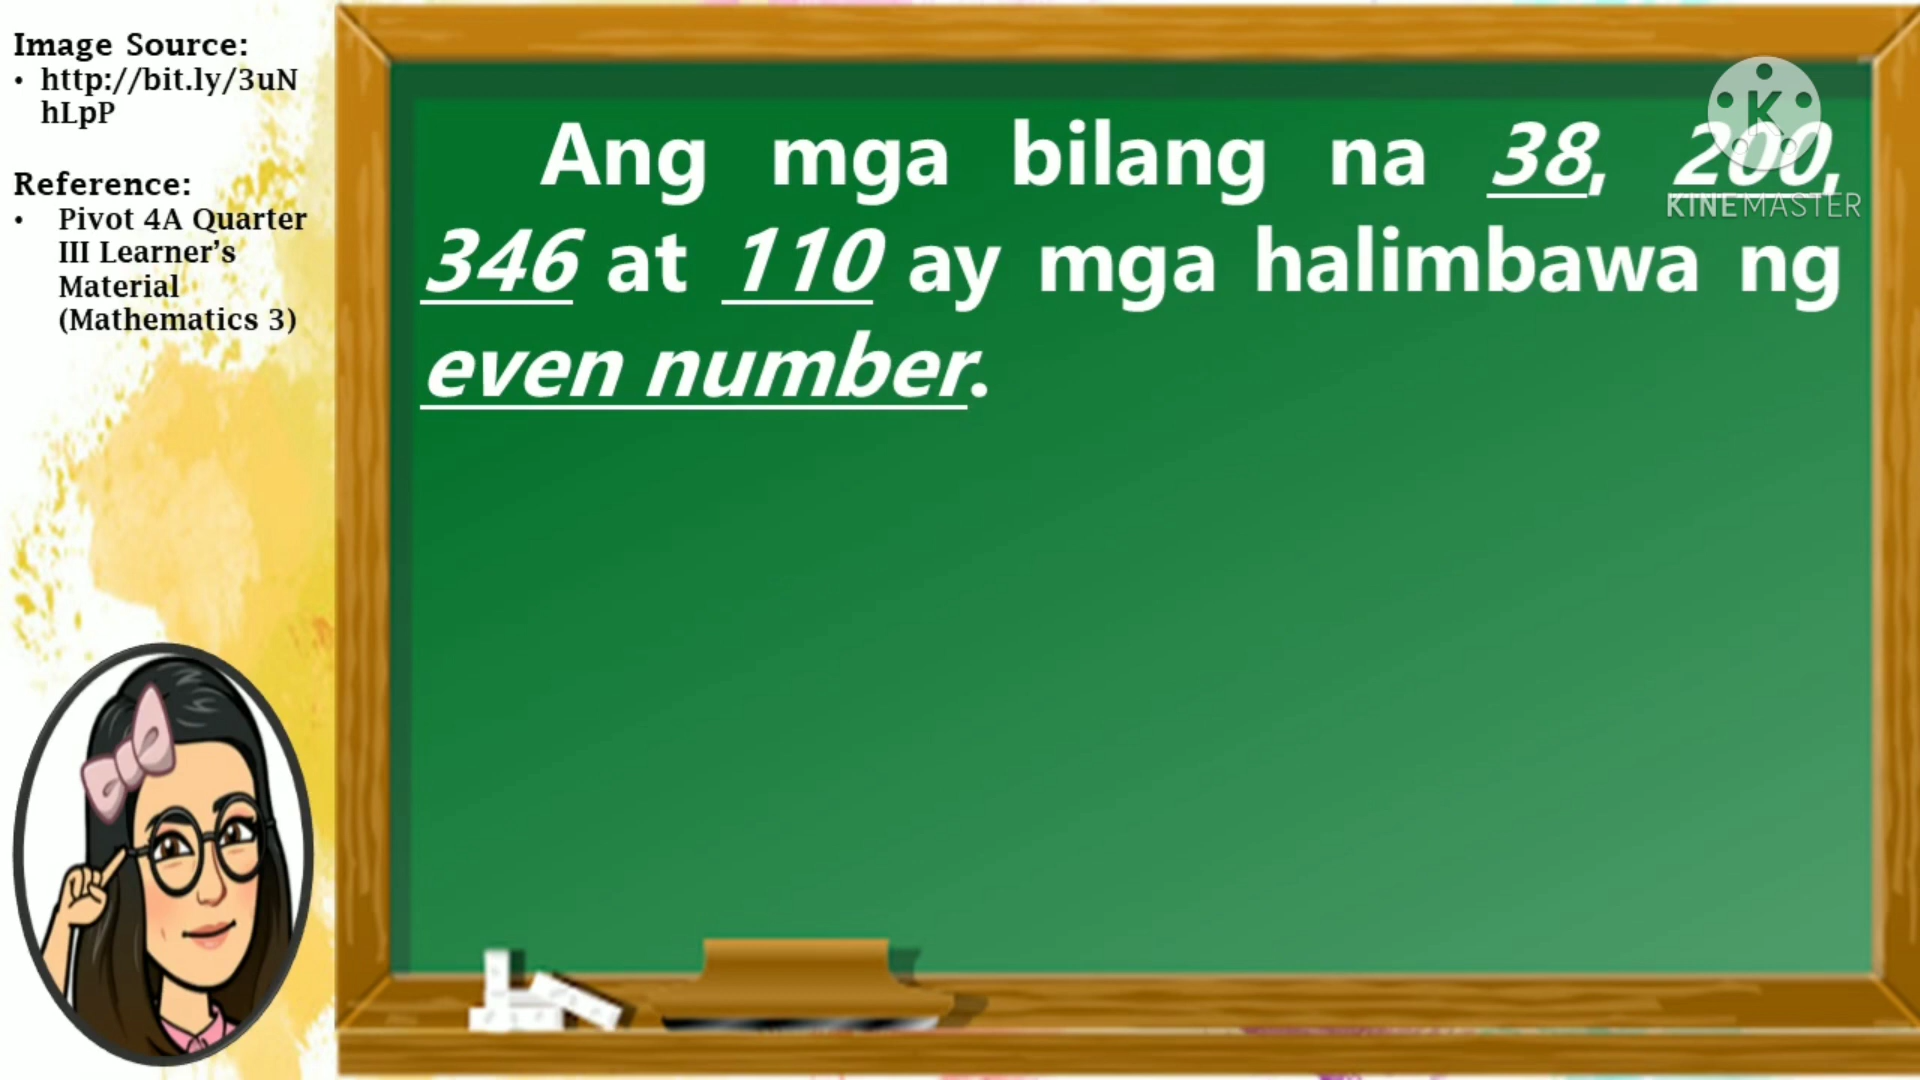 Image Source:
• http://bit.ly/3uN
hLpP
Reference:
• Pivot 4A Quarter
III Learner’s
Material
(Mathematics 3)
Ang mga bilang na 38, 200,
346 at 110 ay mga halimbawa ng
even number.
K
KINEMASTER